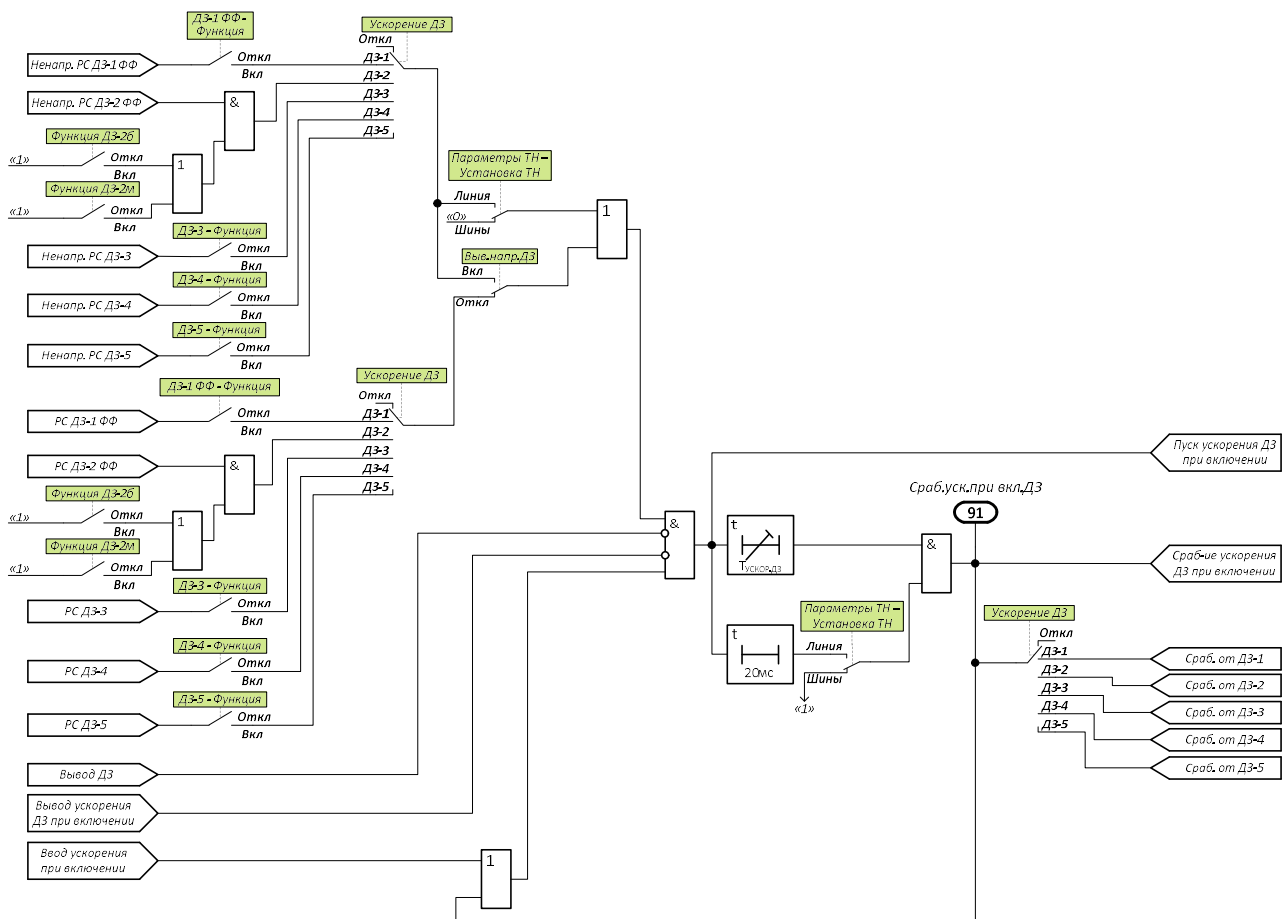 ДЗ-1 ФФ -
Функция
Ускорение ДЗ
Откл
Ненапр. РС ДЗ-1 ФФ
Откл
Вкл
ДЗ-1
ДЗ-2
ДЗ-3
ДЗ-4
ДЗ-5
Ненапр. РС ДЗ-2 ФФ
&
Функция ДЗ-2б
«1»
Откл
Вкл
1
Функция ДЗ-2м
«1»
Откл
Вкл
Параметры ТН –
Установка ТН
Линия
«0»
Шины
1
ДЗ-3 – Функция
Ненапр. РС ДЗ-3
Откл
Вкл
Выв.напр.ДЗ
Вкл
Откл
ДЗ-4 - Функция
Ненапр. РС ДЗ-4
Откл
Вкл
ДЗ-5 - Функция
Ненапр. РС ДЗ-5
Откл
Вкл
ДЗ-1 ФФ - Функция
Ускорение ДЗ
Откл
РС ДЗ-1 ФФ
Откл
Вкл
ДЗ-1
ДЗ-2
ДЗ-3
ДЗ-4
ДЗ-5
РС ДЗ-2 ФФ
&
Функция ДЗ-2б
«1»
Откл
Вкл
1
Функция ДЗ-2м
«1»
Откл
Вкл
Пуск ускорения ДЗ
при включении
Сраб.уск.при вкл.ДЗ
91
&
t
TУСКОР.ДЗ
&
Сраб-ие ускорения
ДЗ при включении
ДЗ-3 – Функция
РС ДЗ-3
Откл
Вкл
Параметры ТН –
Установка ТН
t
20мс
Линия
Шины
«1»
Ускорение ДЗ
Откл
ДЗ-1
ДЗ-2
ДЗ-3
ДЗ-4
ДЗ-5
Сраб. от ДЗ-1
Сраб. от ДЗ-2
Сраб. от ДЗ-3
Сраб. от ДЗ-4
Сраб. от ДЗ-5
ДЗ-4 - Функция
РС ДЗ-4
Откл
Вкл
ДЗ-5 - Функция
РС ДЗ-5
Откл
Вкл
Вывод ДЗ
Вывод ускорения
ДЗ при включении
Ввод ускорения
при включении
1